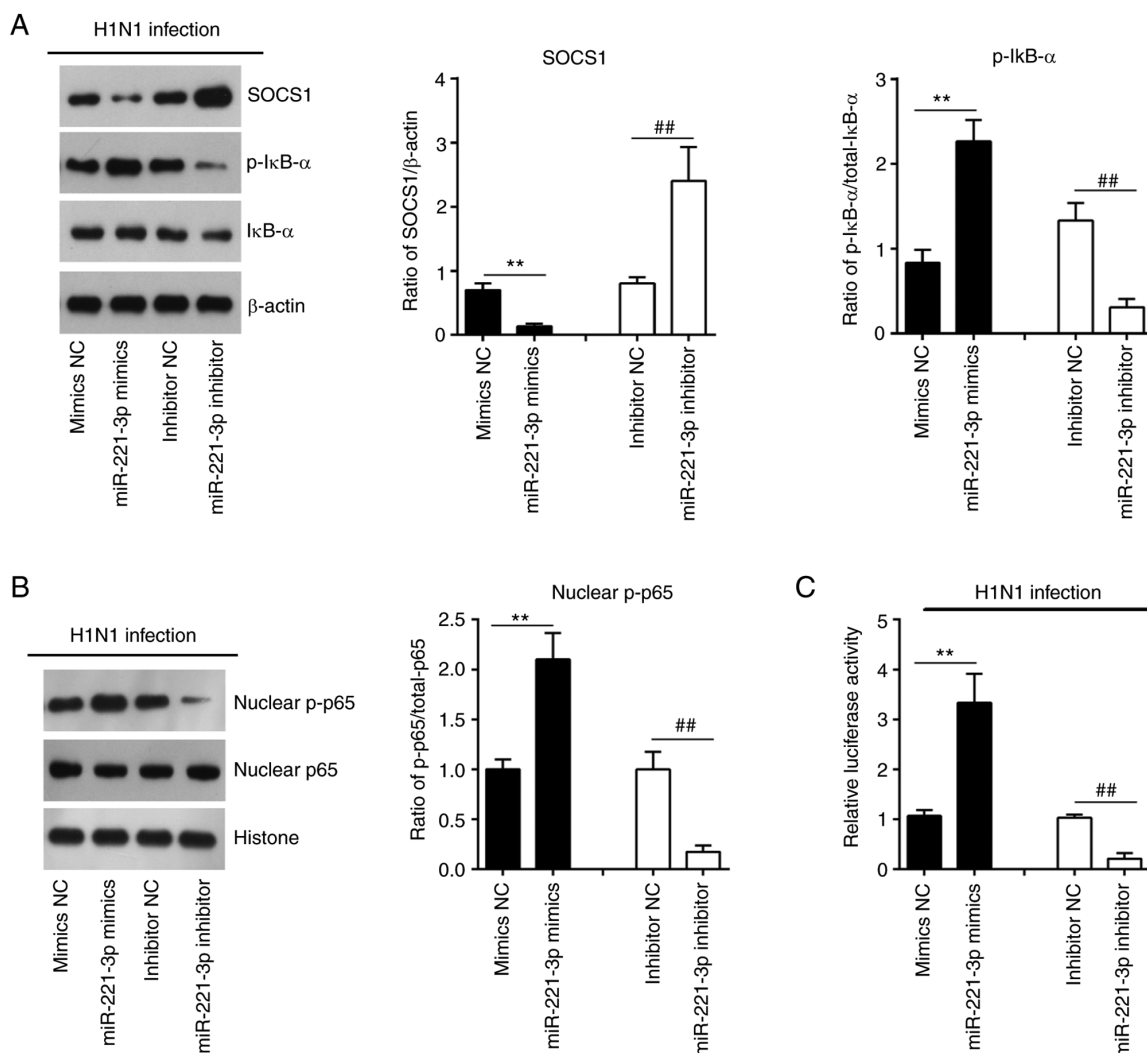 A
H1N1 infection
SOCS1
p-IκB-α
IκB-α
β-actin
Mimics NC
miR-221-3p mimics
Inhibitor NC
miR-221-3p inhibitor
SOCS1
Ratio of SOCS1/β-actin
4
3
2
1
0
**
##
Mimics NC
miR-221-3p mimics
Inhibitor NC
miR-221-3p inhibitor
p-IkB-α
Ratio of p-IκB-α/total-IκB-α
3
2
1
0
**
##
Mimics NC
miR-221-3p mimics
Inhibitor NC
miR-221-3p inhibitor
B
H1N1 infection
Nuclear p-p65
Nuclear p65
Histone
Mimics NC
miR-221-3p mimics
Inhibitor NC
miR-221-3p inhibitor
Nuclear p-p65
Ratio of p-p65/total-p65
2.5
2.0
1.5
1.0
0.5
0.0
**
##
Mimics NC
miR-221-3p mimics
Inhibitor NC
miR-221-3p inhibitor
C
H1N1 infection
Relative luciferase activity
5
4
3
2
1
0
**
##
Mimics NC
miR-221-3p mimics
Inhibitor NC
miR-221-3p inhibitor